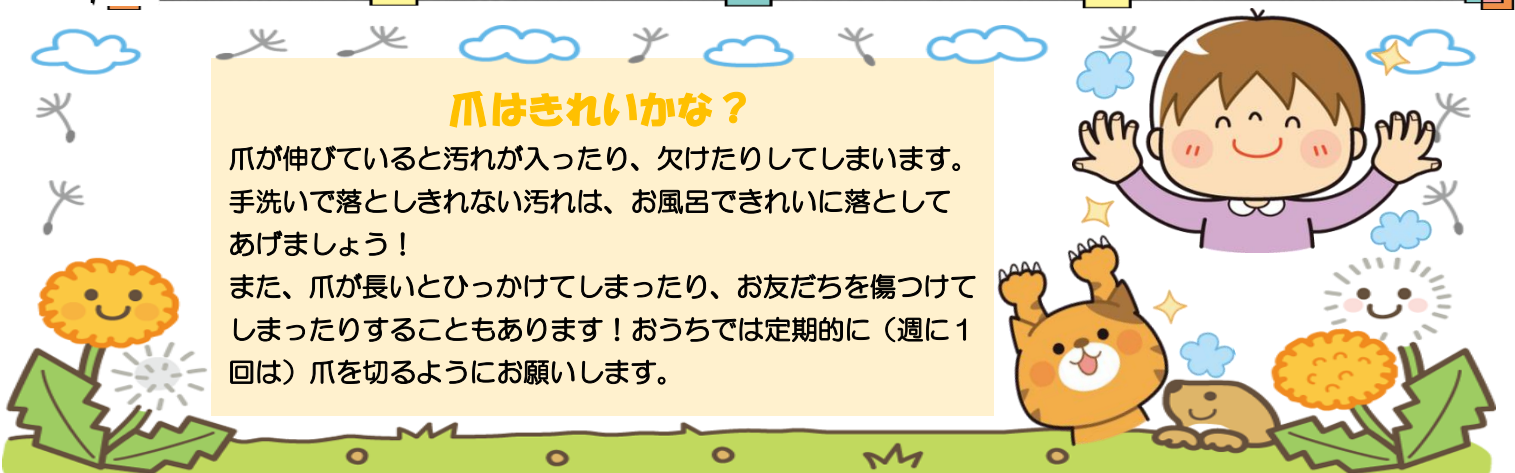 爪はきれいかな？
爪が伸びていると汚れが入ったり、欠けたりしてしまいます。
手洗いで落としきれない汚れは、お風呂できれいに落として
あげましょう！
また、爪が長いとひっかけてしまったり、お友だちを傷つけて
しまったりすることもあります！おうちでは定期的に（週に１
回は）爪を切るようにお願いします。